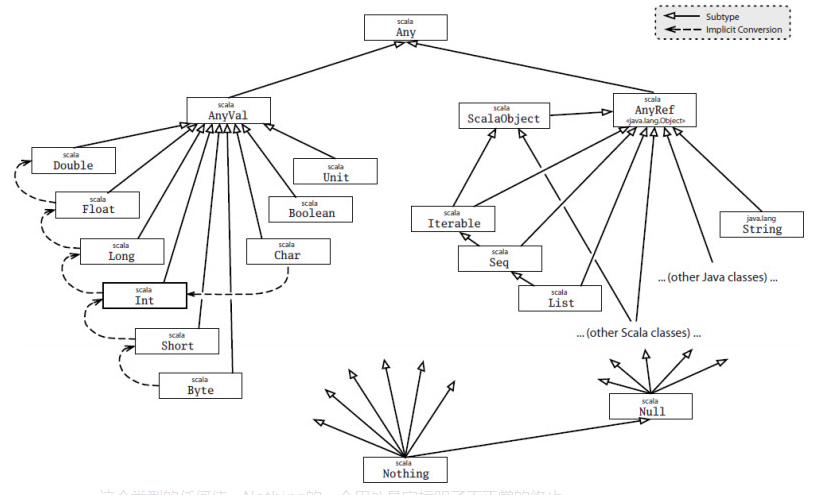 scala
Any
Subtype
Implicit Conversion
scala
AnyVal
scala
ScalaObject
scala
AnyRef
«java.lang.Object»
scala
Double
scala
Unit
scala
Float
scala
Boolean
scala
Iterable
java.lang
String
scala
Long
scala
Char
scala
Seq
... (other Java classes) ...
scala
Int
scala
List
scala
Short
... (other Scala classes) ...
scala
Byte
scala
Null
scala
Nothing